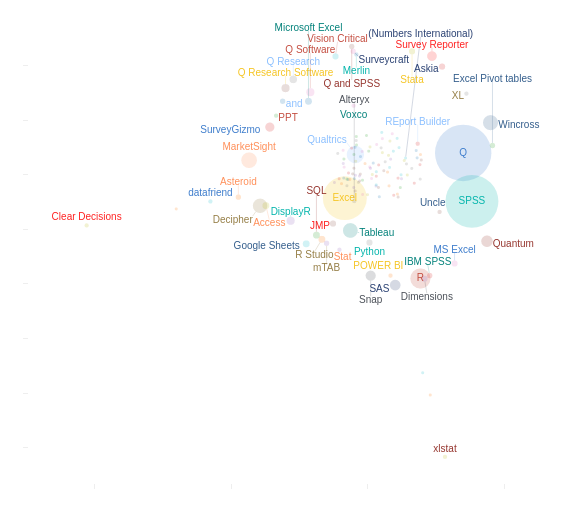 Microsoft Excel
(Numbers International)
Vision Critical
Survey Reporter
Q Software
Surveycraft
Q Research
Askia
Merlin
Q Research Software
Stata
Excel Pivot tables
Q and SPSS
XL
Alteryx
and
Voxco
PPT
REport Builder
Wincross
SurveyGizmo
Qualtrics
MarketSight
Q
Asteroid
SQL
datafriend
Excel
SPSS
Uncle
DisplayR
Clear Decisions
Decipher
Access
JMP
Tableau
Google Sheets
Quantum
R Studio
Stat
Python
MS Excel
mTAB
POWER BI
IBM SPSS
R
SAS
Snap
Dimensions
xlstat